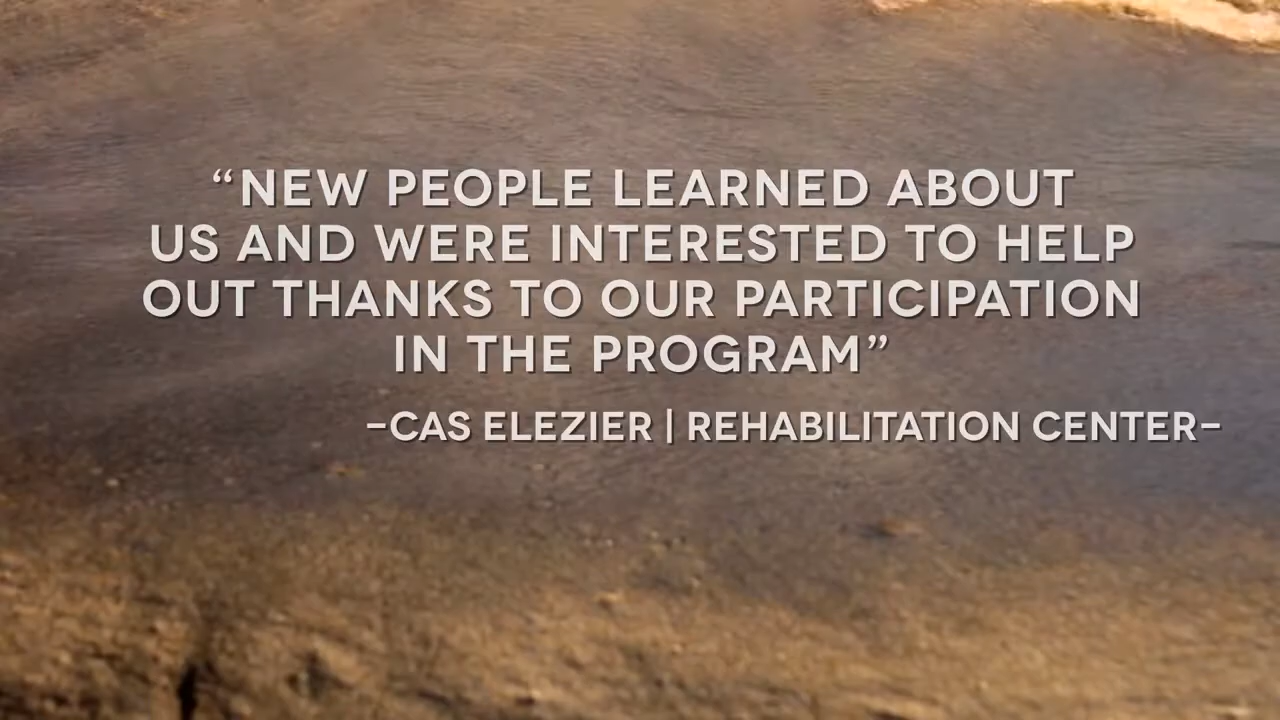 “NEW PEOPLE LEARNED ABOUT
US AND WERE INTERESTED TO HELP
OUT THANKS TO OUR PARTICIPATION
IN THE PROGRAM”
-CAS ELEZIER | REHABILITATION CENTER-